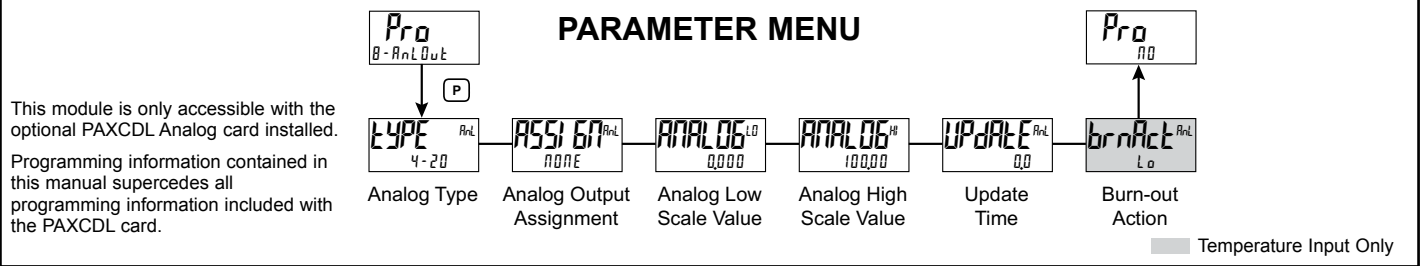 PARAMETER MENU
Pro
8-AnLOut
P
Pro
NO
This module is only accessible with the
optional PAXCDL Analog card installed.
Programming information contained in
this manual supercedes all
programming information included with
the PAXCDL card.
tYPE AnL
4-20
ASSIGN AnL
NONE
ANALOG LO
0.000
ANALOG HI
100.00
UPdAtE AnL
0.0
brnAct AnL
Lo
Analog Type
Analog Output
Assignment
Analog Low
Scale Value
Analog High
Scale Value
Update
Time
Burn-out
Action
Temperature Input Only